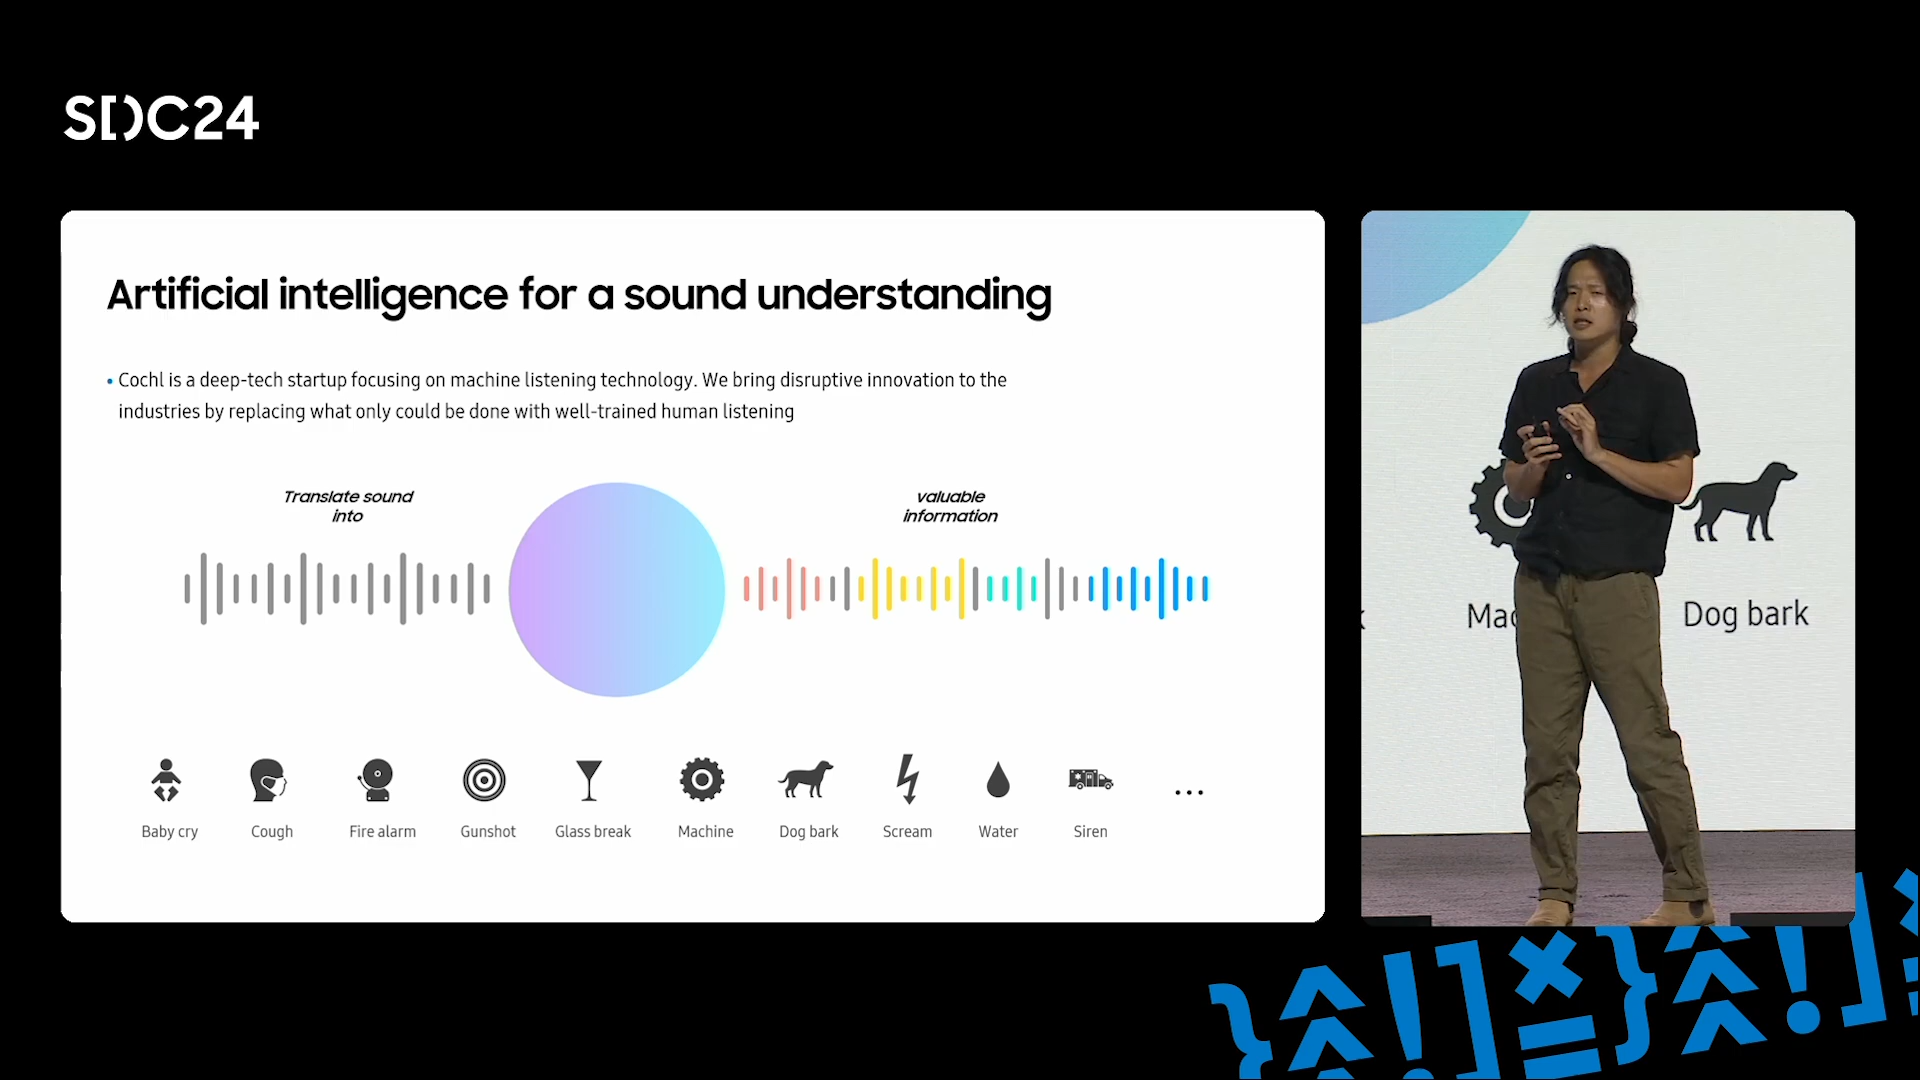 SDC24
Artificial intelligence for a sound understanding
• Cochl is a deep-tech startup focusing on machine listening technology. We bring disruptive innovation to the
industries by replacing what only could be done with well-trained human listening
Translate sound
into
valuable
information
Baby cry
Cough
Fire alarm
Gunshot
Glass break
Machine
Dog bark
Scream
Water
Siren
...
Dog bark